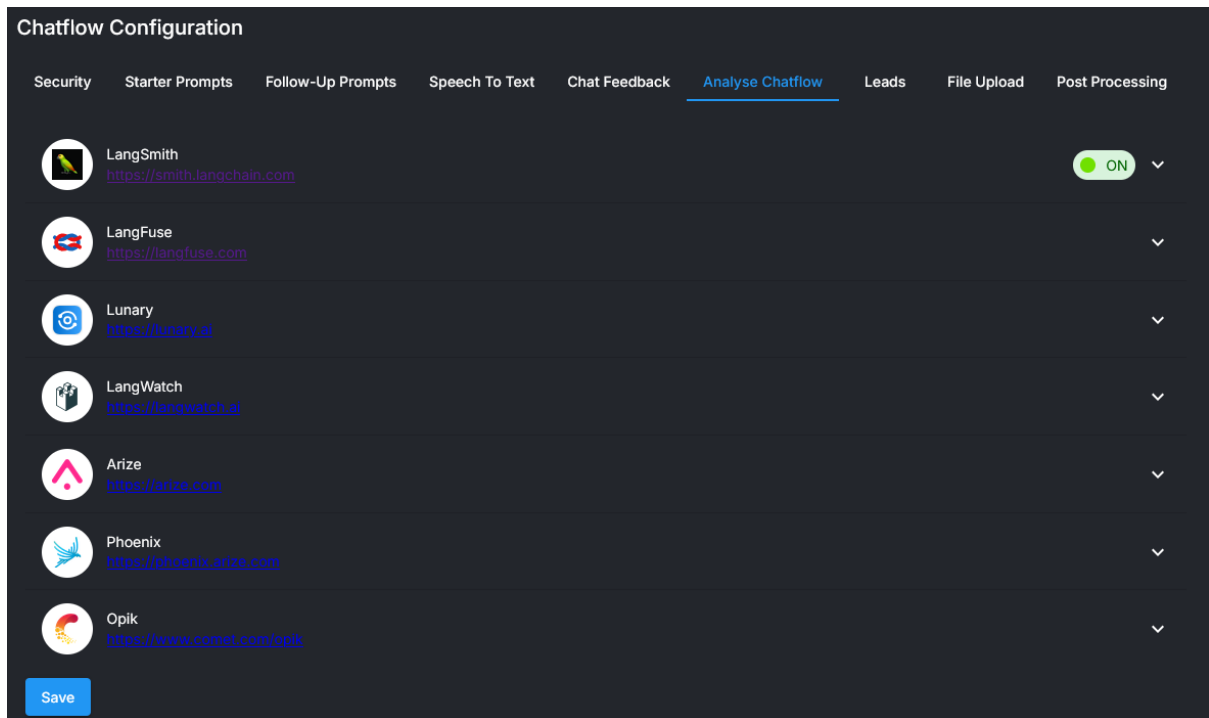 Chatflow Configuration
Security Starter Prompts Follow-Up Prompts Speech To Text Chat Feedback Analyse Chatflow Leads File Upload Post Processing
LangSmith
https://smith.langchain.com
ON
LangFuse
https://langfuse.com
Lunary
https://lunary.ai
LangWatch
https://langwatch.ai
Arize
https://arize.com
Phoenix
https://phoenix.arize.com
Opik
https://www.comet.com/opik
Save